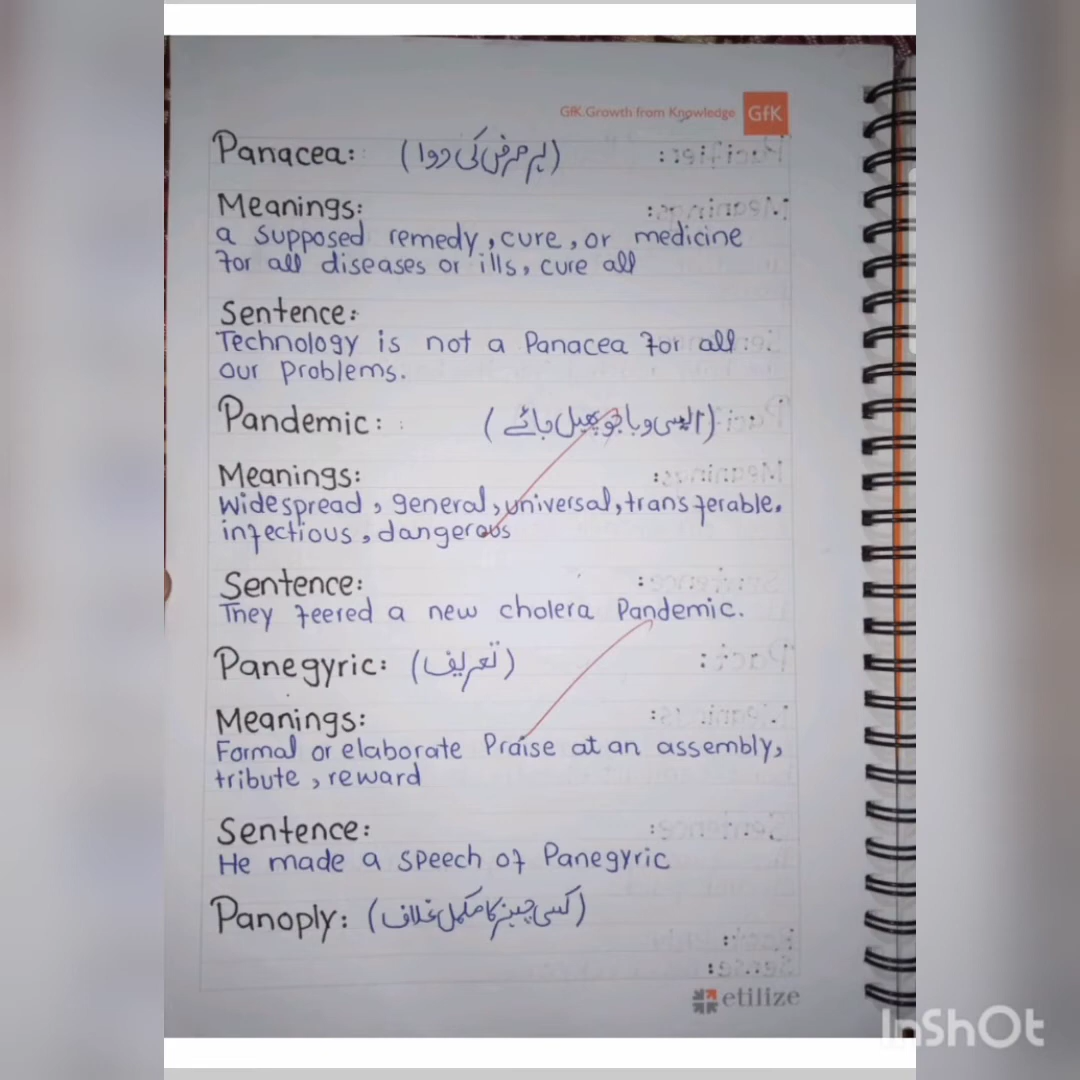 GfK. Growth from Knowledge GfK
Panacea: (ہر مرض کی دوا)
Meanings:
a supposed remedy, cure, or medicine
for all diseases or ills, cure all
Sentence:
Technology is not a Panacea for all
our Problems.
Pandemic: (ایسی وبا جو پھیل جائے)
Meanings:
Widespread, general, universal, transferable,
infectious, dangerous
Sentence:
They feered a new cholera Pandemic.
Panegyric: (تعریف)
Meanings:
Formal or elaborate Praise at an assembly,
tribute, reward
Sentence:
He made a speech of Panegyric
Panoply: (کسی چیز کا مکمل غلاف)
etilize
InShOt